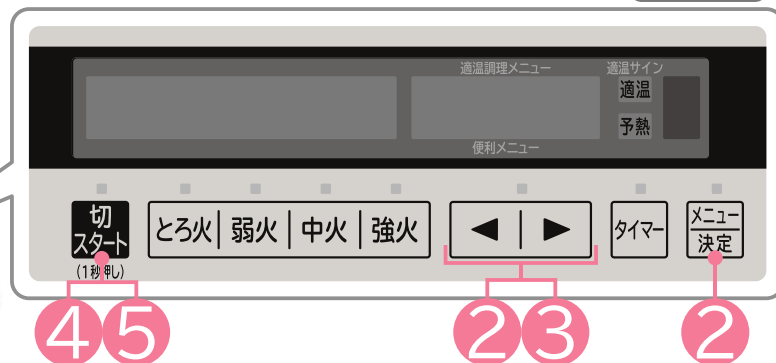 適温調理メニュー
適温サイン
適温
予熱
便利メニュー
切
スタート
(1秒押し)
とろ火
弱火
中火
強火
◀
▶
タイマー
メニュー
決定
4
5
2
3
2